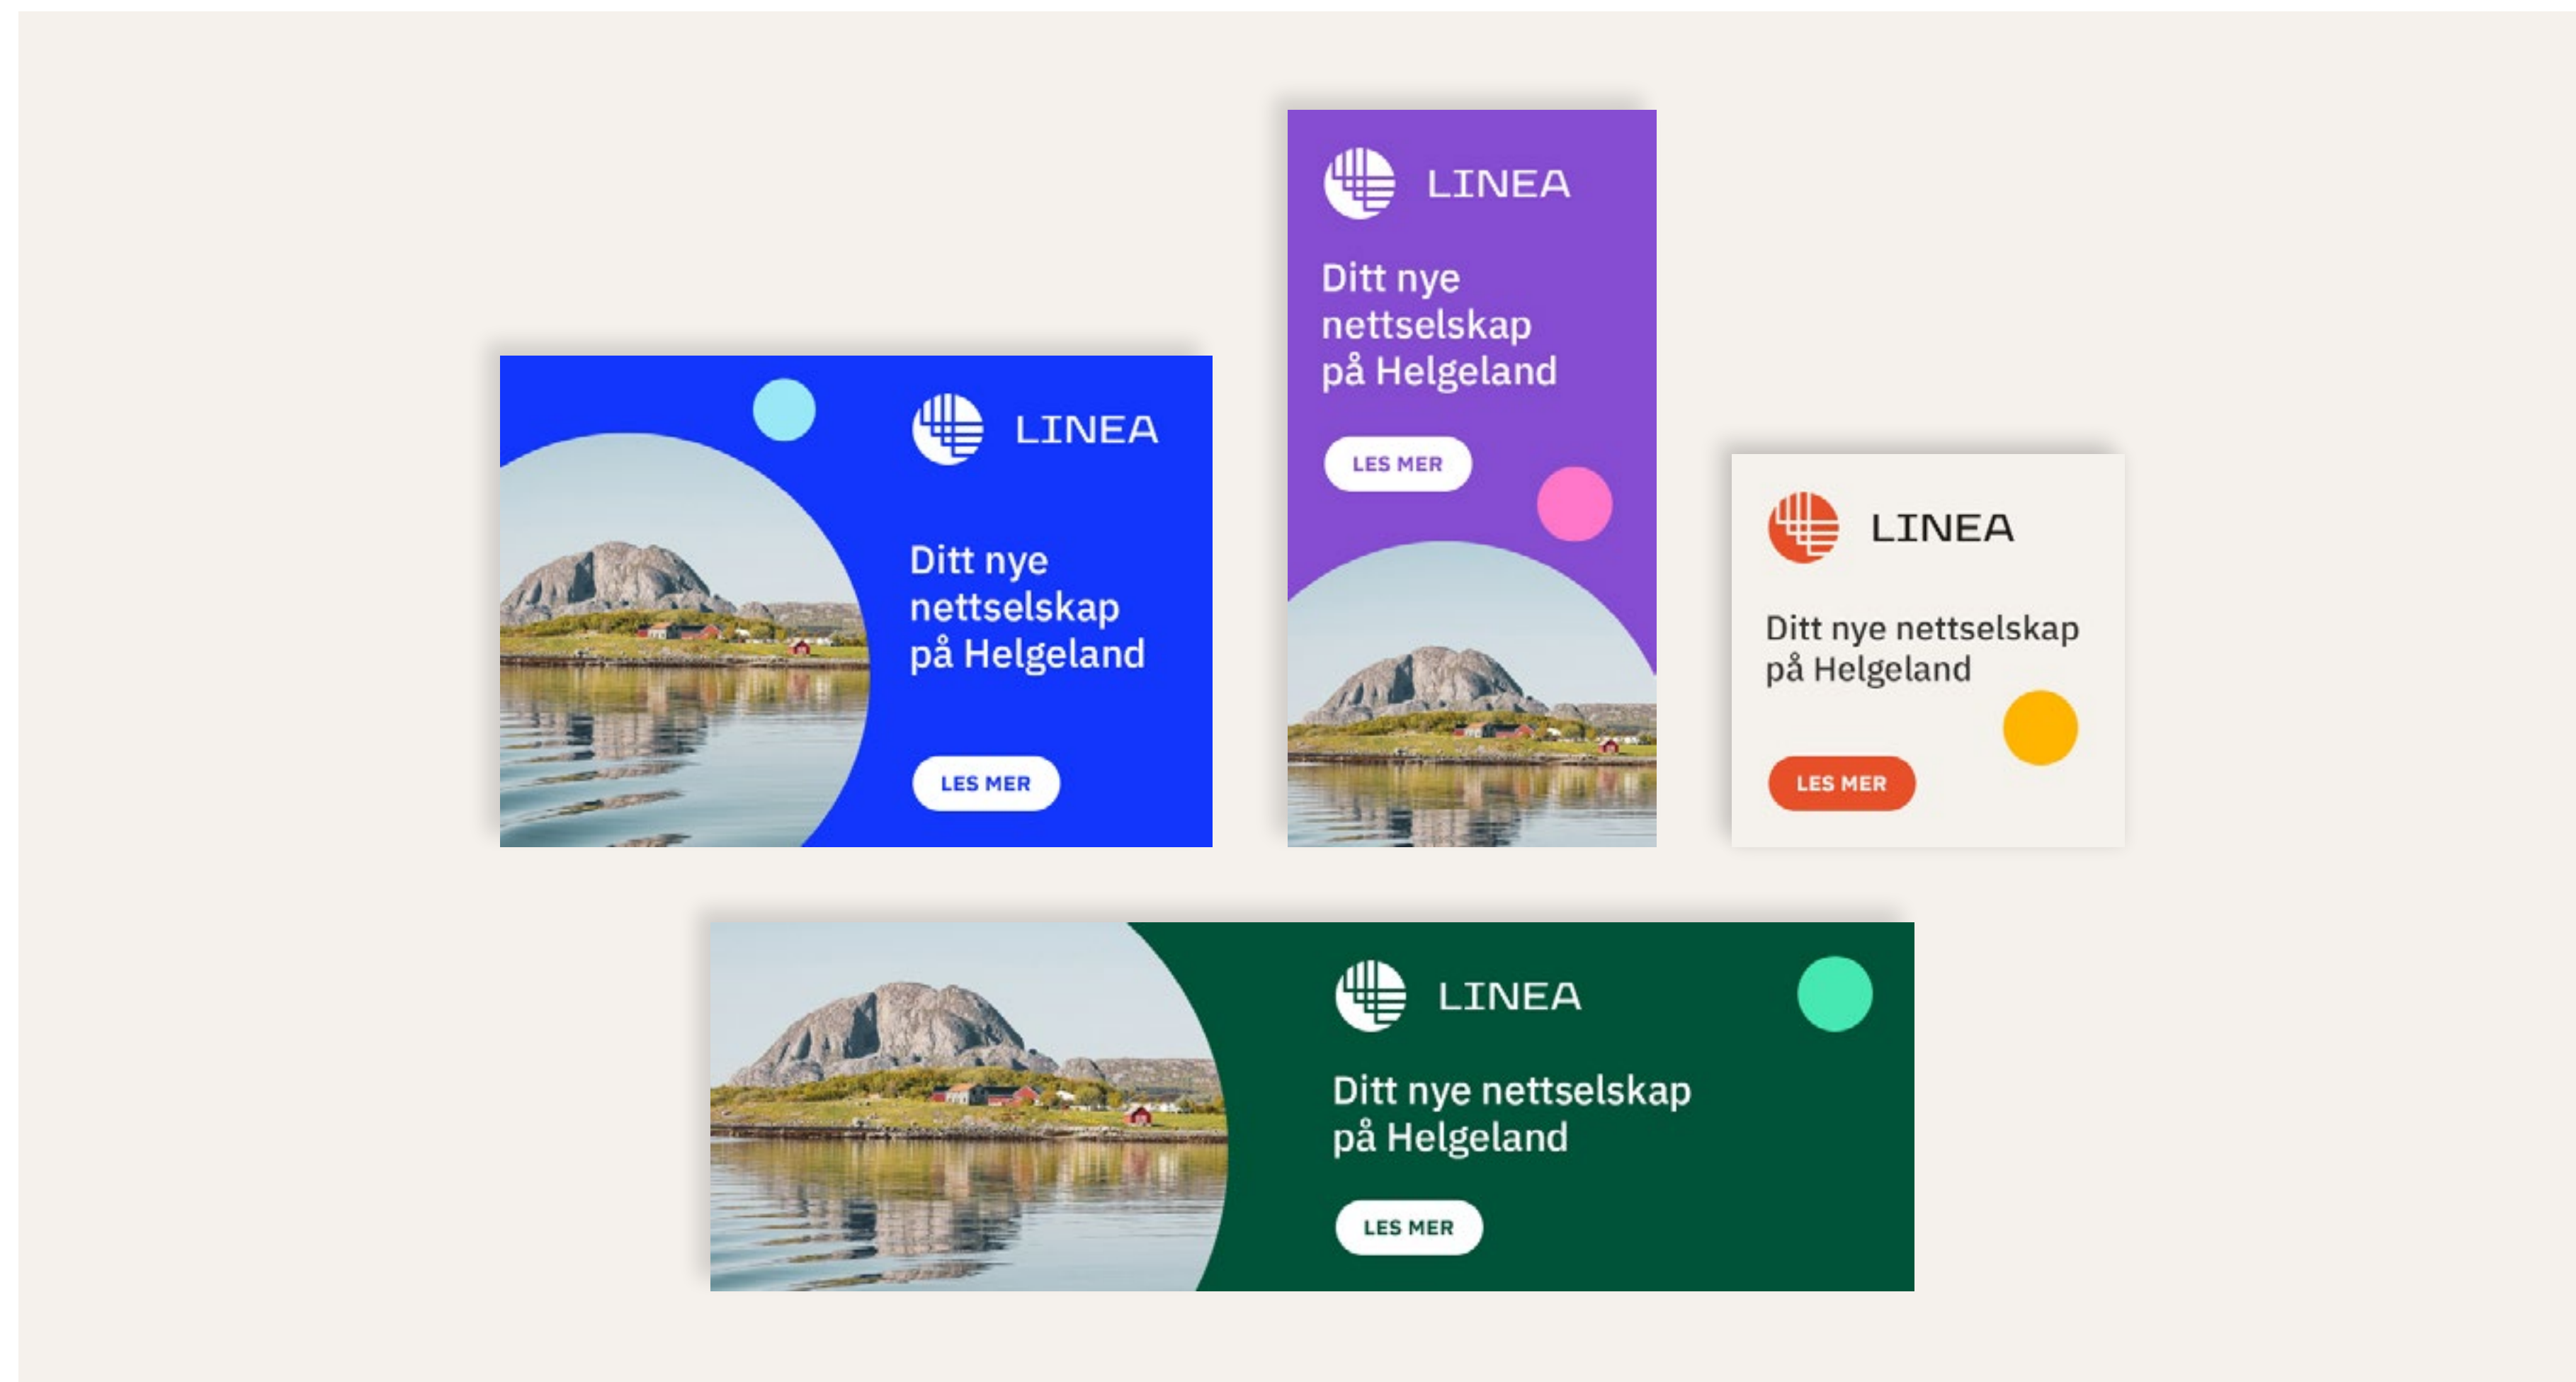 LINEA
Ditt nye
nettselskap
på Helgeland
LES MER
LINEA
Ditt nye
nettselskap
på Helgeland
LES MER
LINEA
Ditt nye nettselskap
på Helgeland
LES MER
LINEA
Ditt nye nettselskap
på Helgeland
LES MER